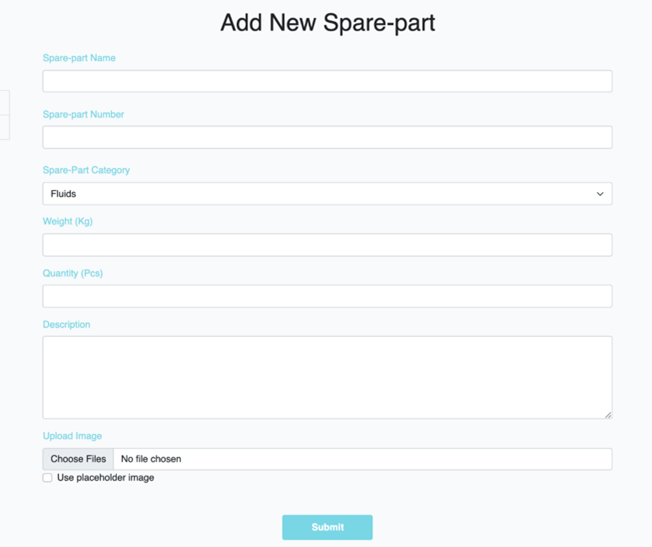 Add New Spare-part
Spare-part Name
Spare-part Number
Spare-Part Category
Fluids
Weight (Kg)
Quantity (Pcs)
Description
Upload Image
Choose Files No file chosen
Use placeholder image
Submit